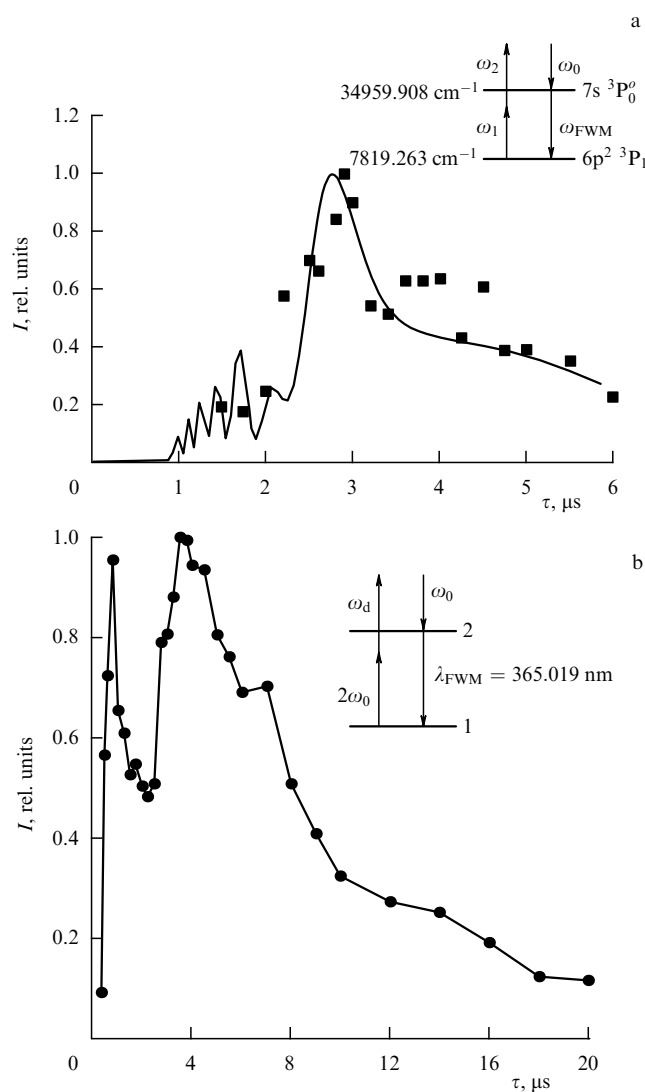 a
ω₂ ω₀
34959.908 cm⁻¹ 7s ³P₀ᵒ
ω₁ ω_FWM
7819.263 cm⁻¹ 6p² ³P₁
1.2
1.0
0.8
0.6
0.4
0.2
I, rel. units
0 1 2 3 4 5 6
τ, μs
b
1.0
0.8
0.6
0.4
0.2
I, rel. units
ω_d ω₀
2
2ω₀ λ_FWM = 365.019 nm
1
0 4 8 12 16 20
τ, μs